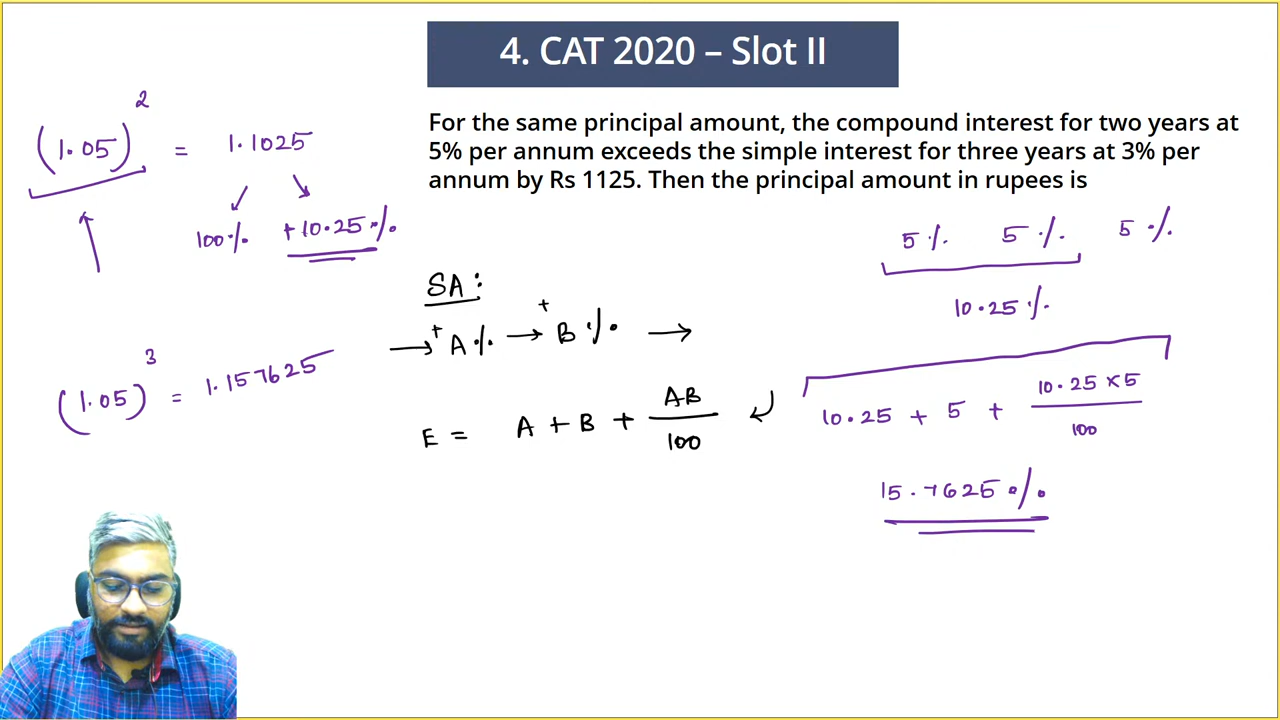 4. CAT 2020 – Slot II
For the same principal amount, the compound interest for two years at
5% per annum exceeds the simple interest for three years at 3% per
annum by Rs 1125. Then the principal amount in rupees is
(1.05)² = 1.1025
100% +10.25%
(1.05)³ = 1.157625
SA:
→ +A% → +B% →
E = A + B + AB/100
5% 5% 5%
10.25%
10.25 + 5 + 10.25×5/100
15.7625%